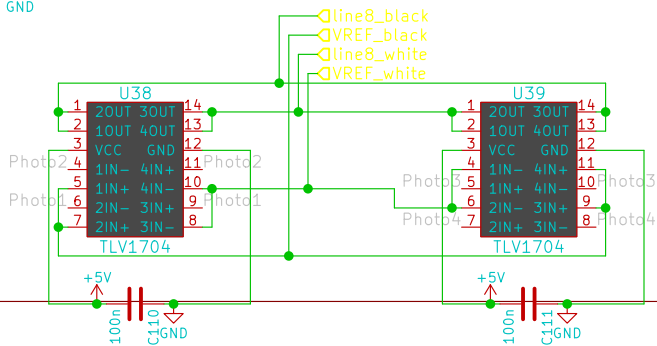 GND
line8_black
VREF_black
line8_white
VREF_white
U38
1 2OUT 3OUT 14
2 1OUT 4OUT 13
3 VCC GND 12
Photo2 4 1IN- 4IN+ 11 Photo2
5 1IN+ 4IN- 10
Photo1 6 2IN- 3IN+ 9 Photo1
7 2IN+ 3IN- 8
TLV1704
U39
1 2OUT 3OUT 14
2 1OUT 4OUT 13
3 VCC GND 12
4 1IN- 4IN+ 11
Photo3 5 1IN+ 4IN- 10 Photo3
6 2IN- 3IN+ 9
Photo4 7 2IN+ 3IN- 8 Photo4
TLV1704
+5V
100n
C110
GND
+5V
100n
C111
GND